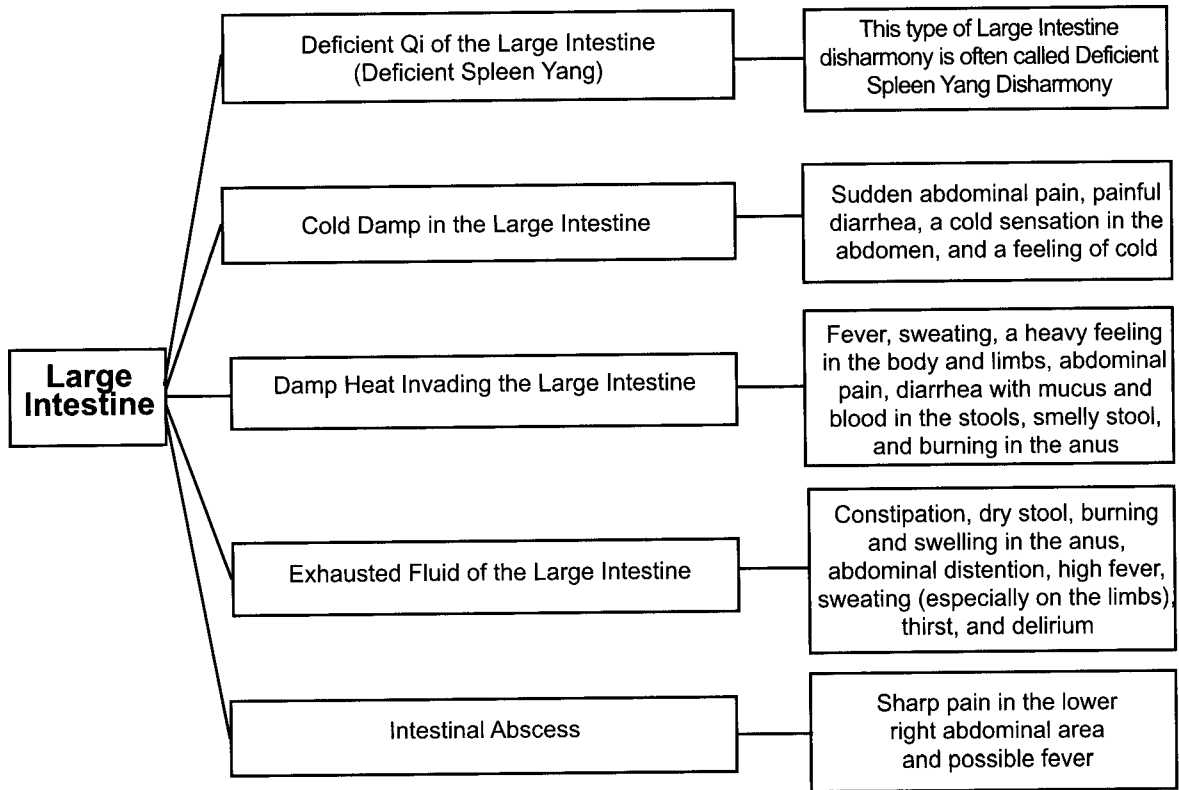 Large
Intestine
Deficient Qi of the Large Intestine
(Deficient Spleen Yang)
This type of Large Intestine
disharmony is often called Deficient
Spleen Yang Disharmony
Cold Damp in the Large Intestine
Sudden abdominal pain, painful
diarrhea, a cold sensation in the
abdomen, and a feeling of cold
Damp Heat Invading the Large Intestine
Fever, sweating, a heavy feeling
in the body and limbs, abdominal
pain, diarrhea with mucus and
blood in the stools, smelly stool,
and burning in the anus
Exhausted Fluid of the Large Intestine
Constipation, dry stool, burning
and swelling in the anus,
abdominal distention, high fever,
sweating (especially on the limbs),
thirst, and delirium
Intestinal Abscess
Sharp pain in the lower
right abdominal area
and possible fever